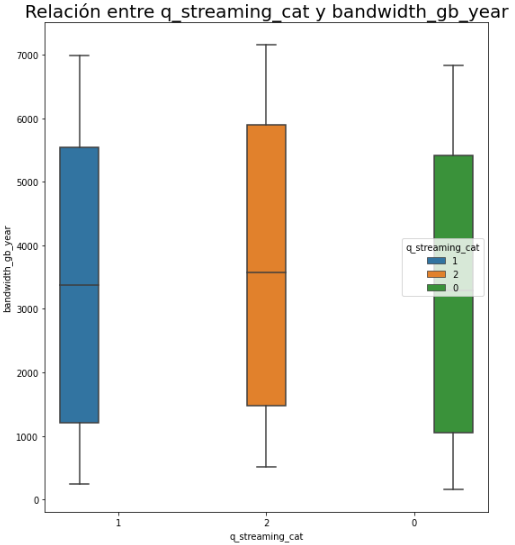 Relación entre q_streaming_cat y bandwidth_gb_year
7000
6000
5000
4000
3000
2000
1000
0
bandwidth_gb_year
q_streaming_cat
1
2
0
1 2 0
q_streaming_cat